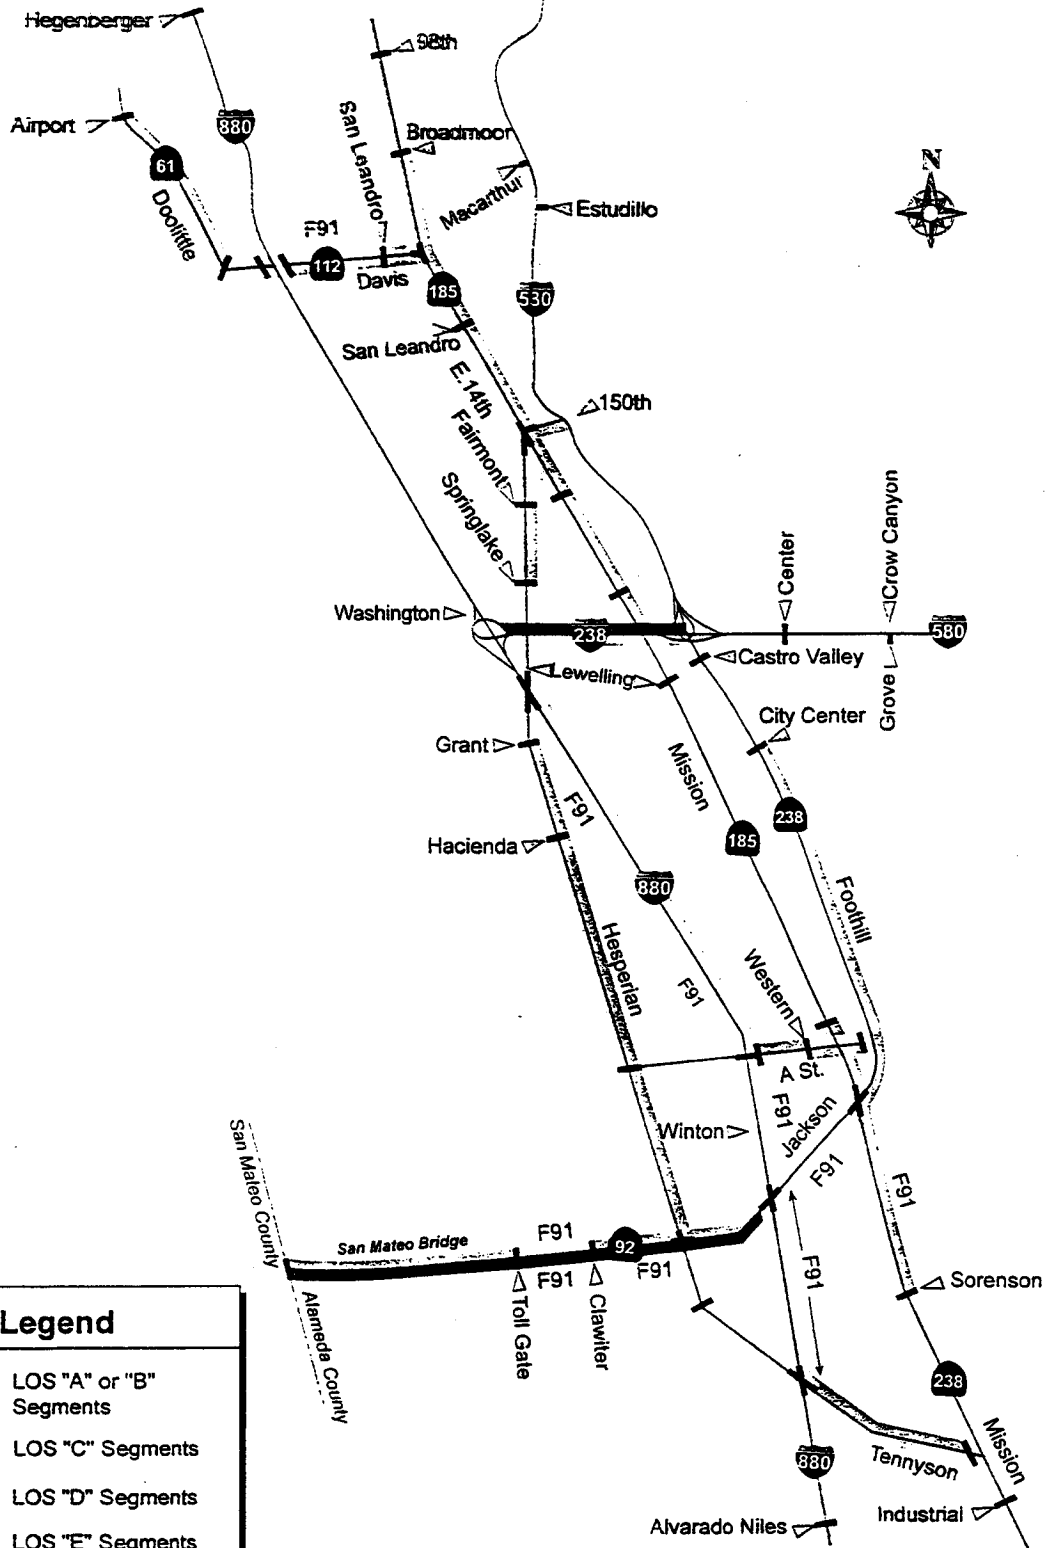 Hegenberger
98th
Airport
880
San Leandro
Broadmoor
61
Macarthur
N
Doolittle
Estudillo
F91
112
Davis
185
530
San Leandro
E.14th
150th
Fairmont
Springlake
Center
Crow Canyon
Washington
238
580
Lewelling
Castro Valley
Grove
City Center
Grant
Mission
F91
238
185
Hacienda
880
Foothill
Hesperian
Western
F91
A St.
F91
Jackson
Winton
F91
San Mateo County
F91
F91
San Mateo Bridge
92
F91
F91
F91
Sorenson
Toll Gate
Clawiter
Alameda County
Legend
LOS "A" or "B"
Segments
LOS "C" Segments
LOS "D" Segments
LOS "E" Segments
238
Mission
Tennyson
880
Industrial
Alvarado Niles